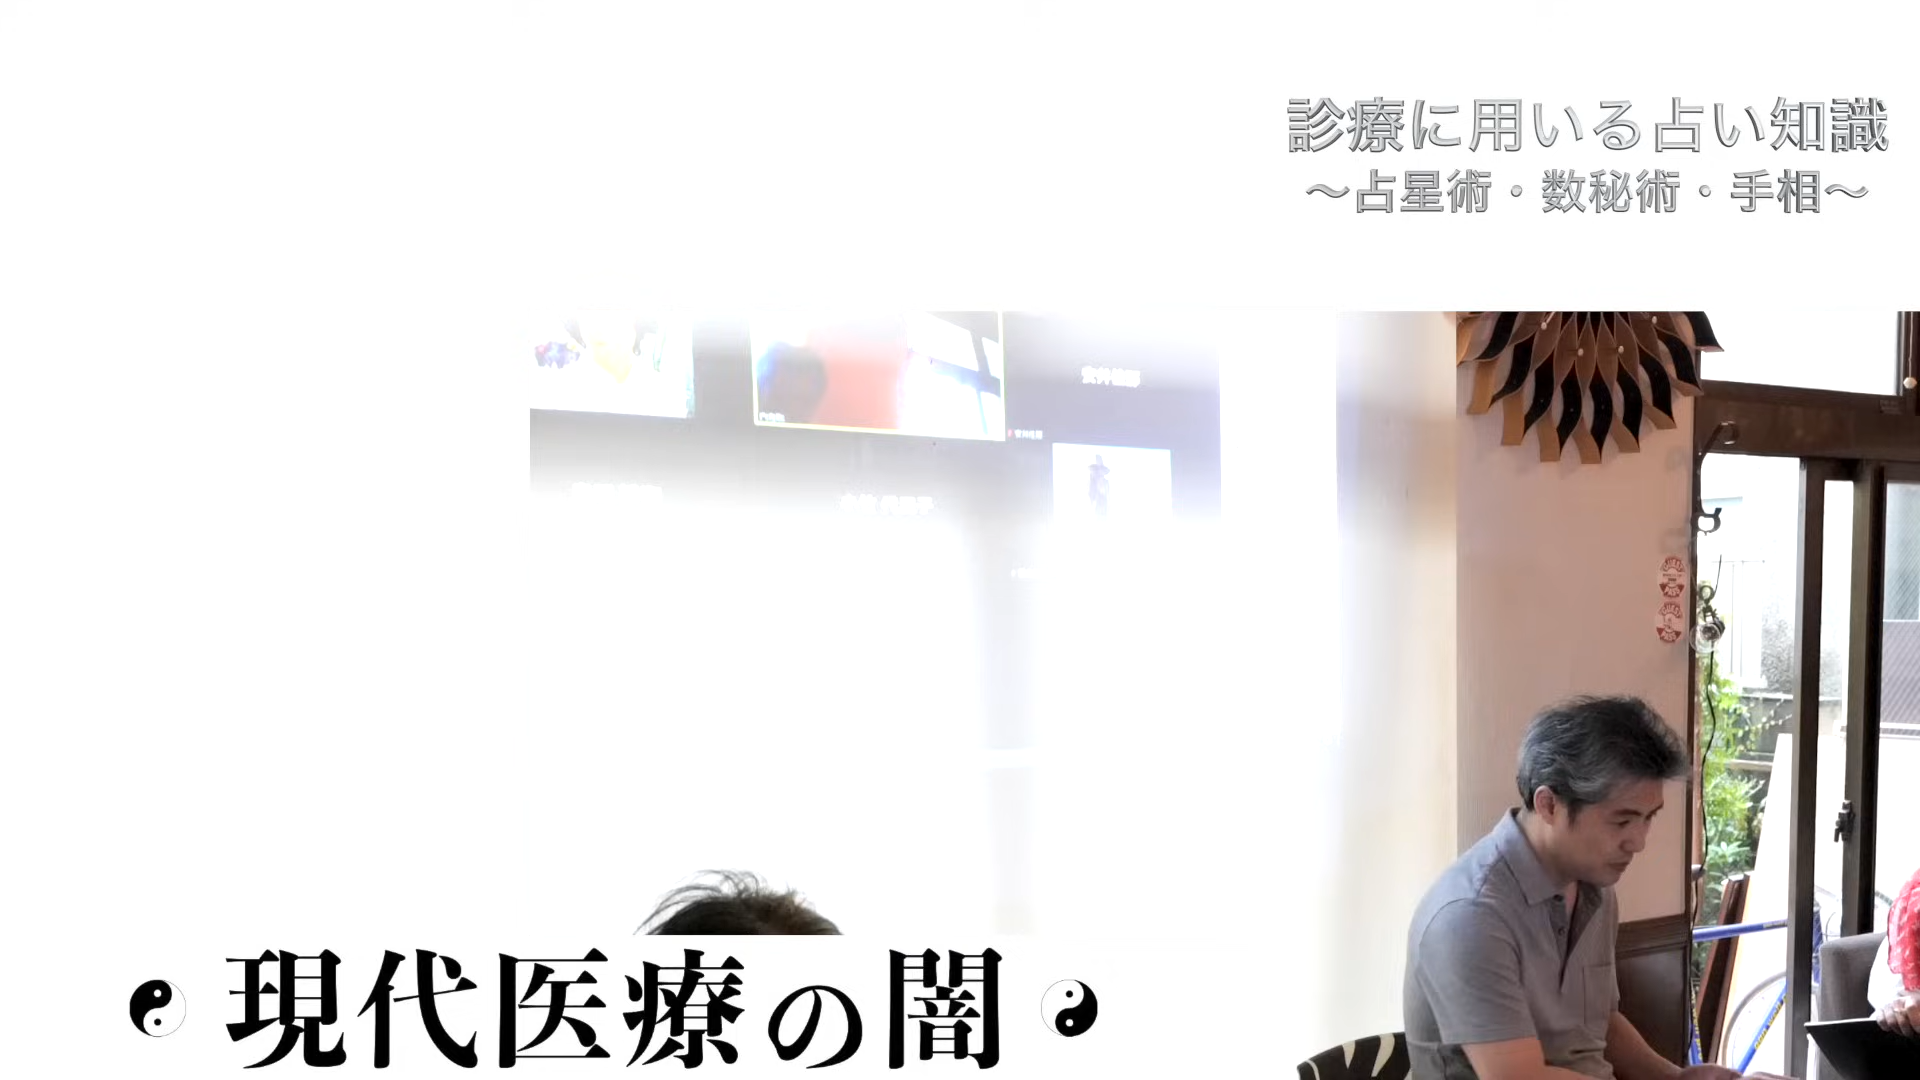 診療に用いる占い知識
〜占星術・数秘術・手相〜
現代医療の闇